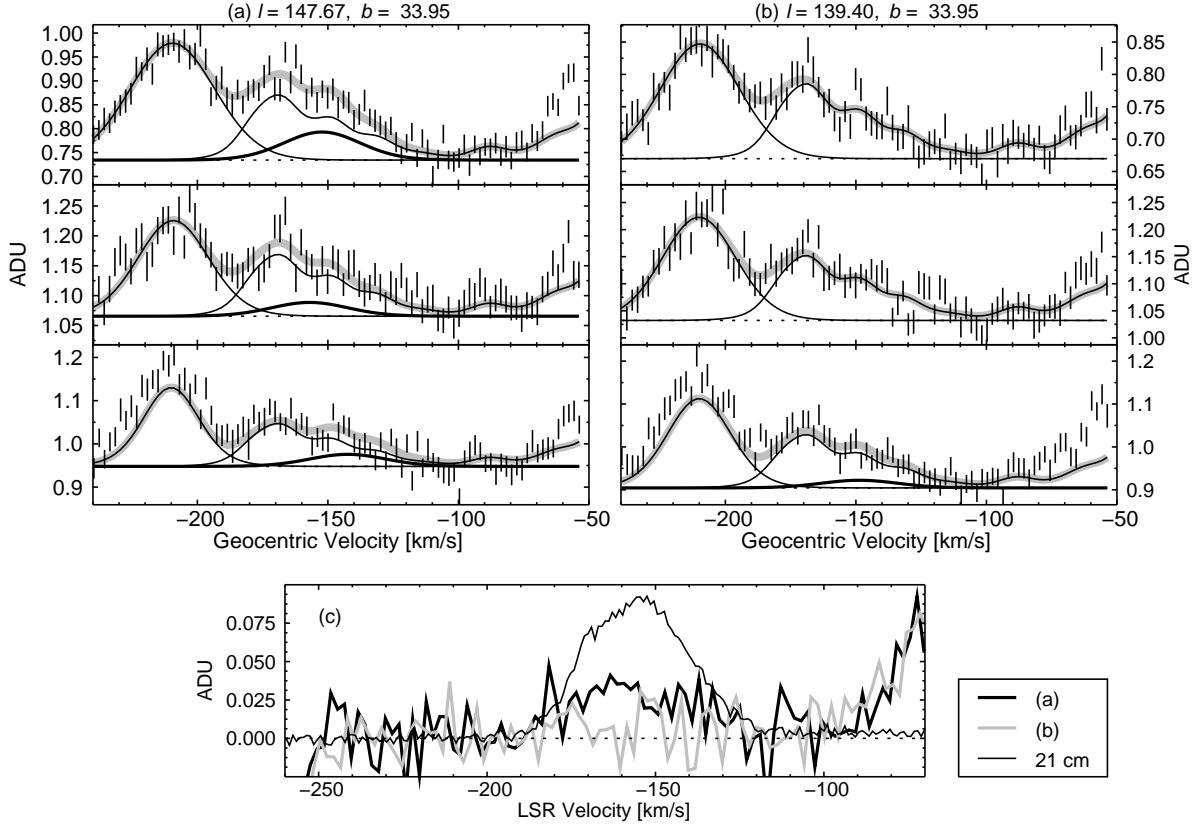 (a) l = 147.67, b = 33.95
(b) l = 139.40, b = 33.95
1.00
0.95
0.90
0.85
0.80
0.75
0.70
0.85
0.80
0.75
0.70
0.65
ADU
1.25
1.20
1.15
1.10
1.05
1.25
1.20
1.15
1.10
1.05
1.00
ADU
1.2
1.1
1.0
0.9
1.2
1.1
1.0
0.9
−200 −150 −100 −50
−200 −150 −100 −50
Geocentric Velocity [km/s]
Geocentric Velocity [km/s]
(c)
ADU
0.075
0.050
0.025
0.000
−250 −200 −150 −100
LSR Velocity [km/s]
(a)
(b)
21 cm